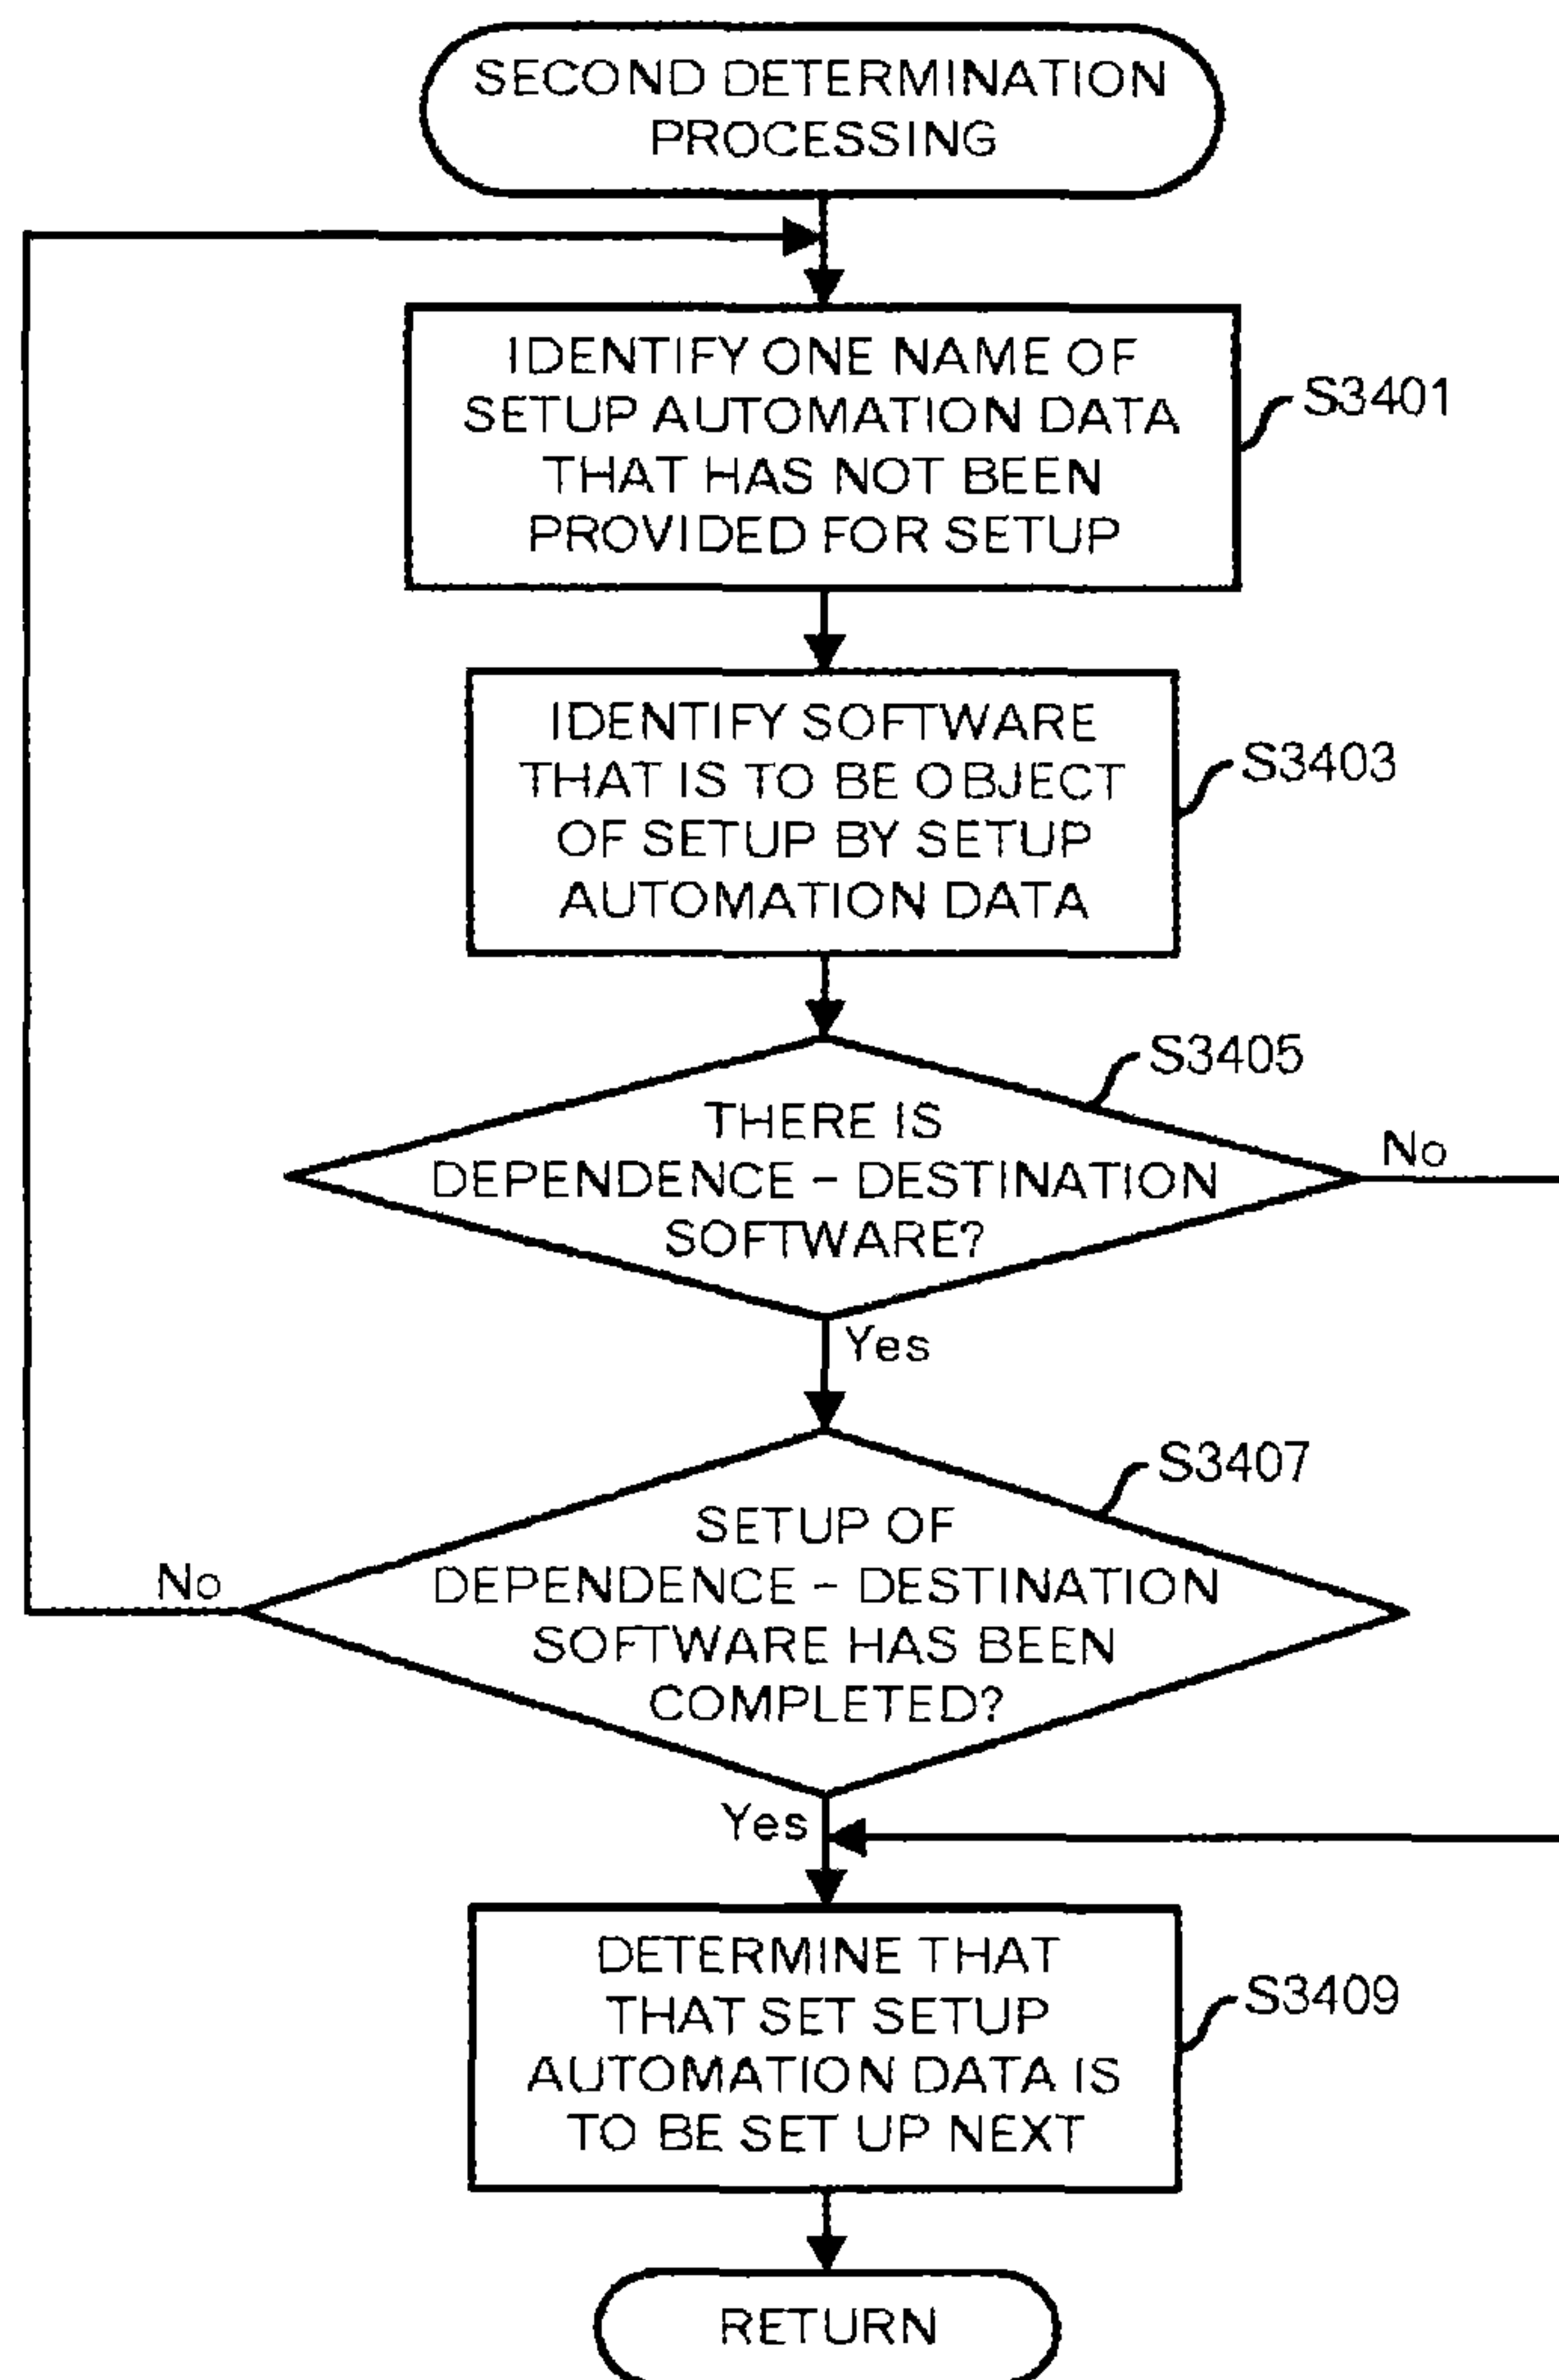 SECOND DETERMINATION
PROCESSING
IDENTIFY ONE NAME OF
SETUP AUTOMATION DATA
THAT HAS NOT BEEN
PROVIDED FOR SETUP
S3401
IDENTIFY SOFTWARE
THAT IS TO BE OBJECT
OF SETUP BY SETUP
AUTOMATION DATA
S3403
S3405
THERE IS
DEPENDENCE - DESTINATION
SOFTWARE?
No
Yes
S3407
SETUP OF
DEPENDENCE - DESTINATION
SOFTWARE HAS BEEN
COMPLETED?
No
Yes
DETERMINE THAT
THAT SET SETUP
AUTOMATION DATA IS
TO BE SET UP NEXT
S3409
RETURN